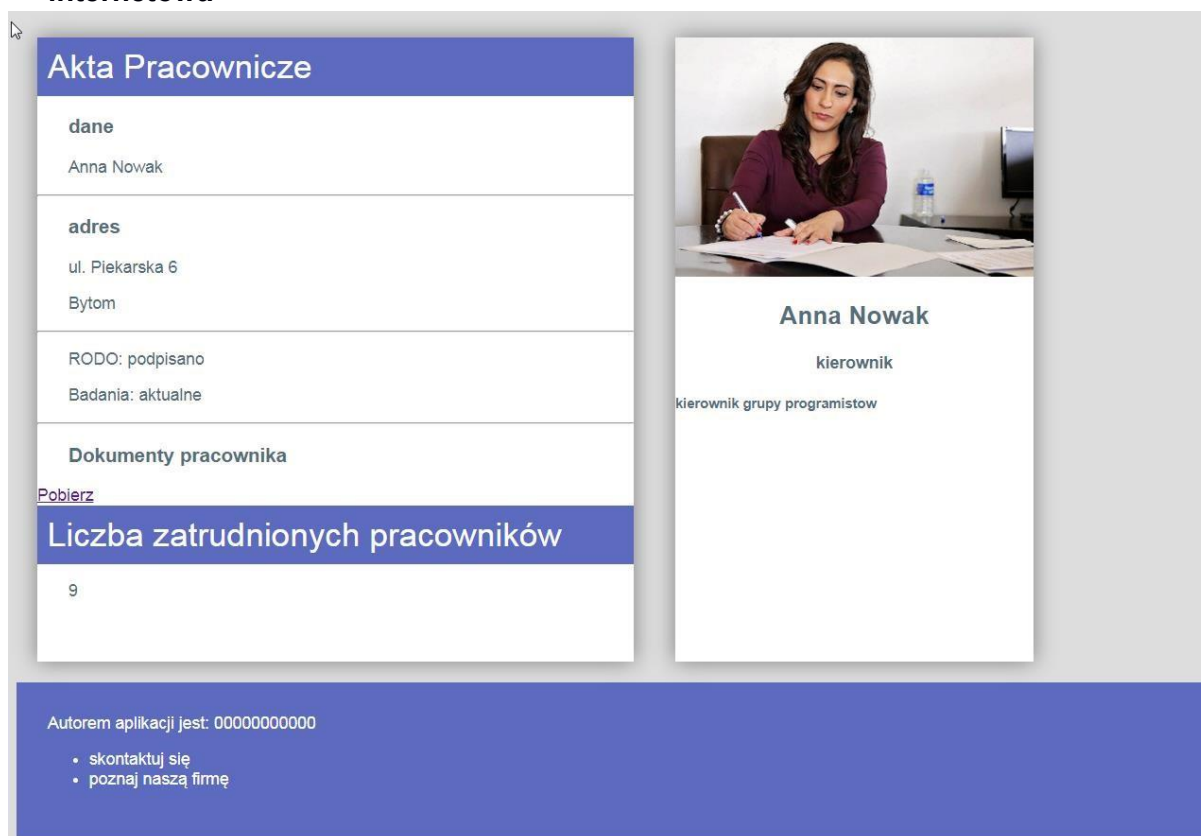 Akta Pracownicze
dane
Anna Nowak
adres
ul. Piekarska 6
Bytom
RODO: podpisano
Badania: aktualne
Dokumenty pracownika
Pobierz
Liczba zatrudnionych pracowników
9
Anna Nowak
kierownik
kierownik grupy programistow
Autorem aplikacji jest: 00000000000
skontaktuj się
poznaj naszą firmę